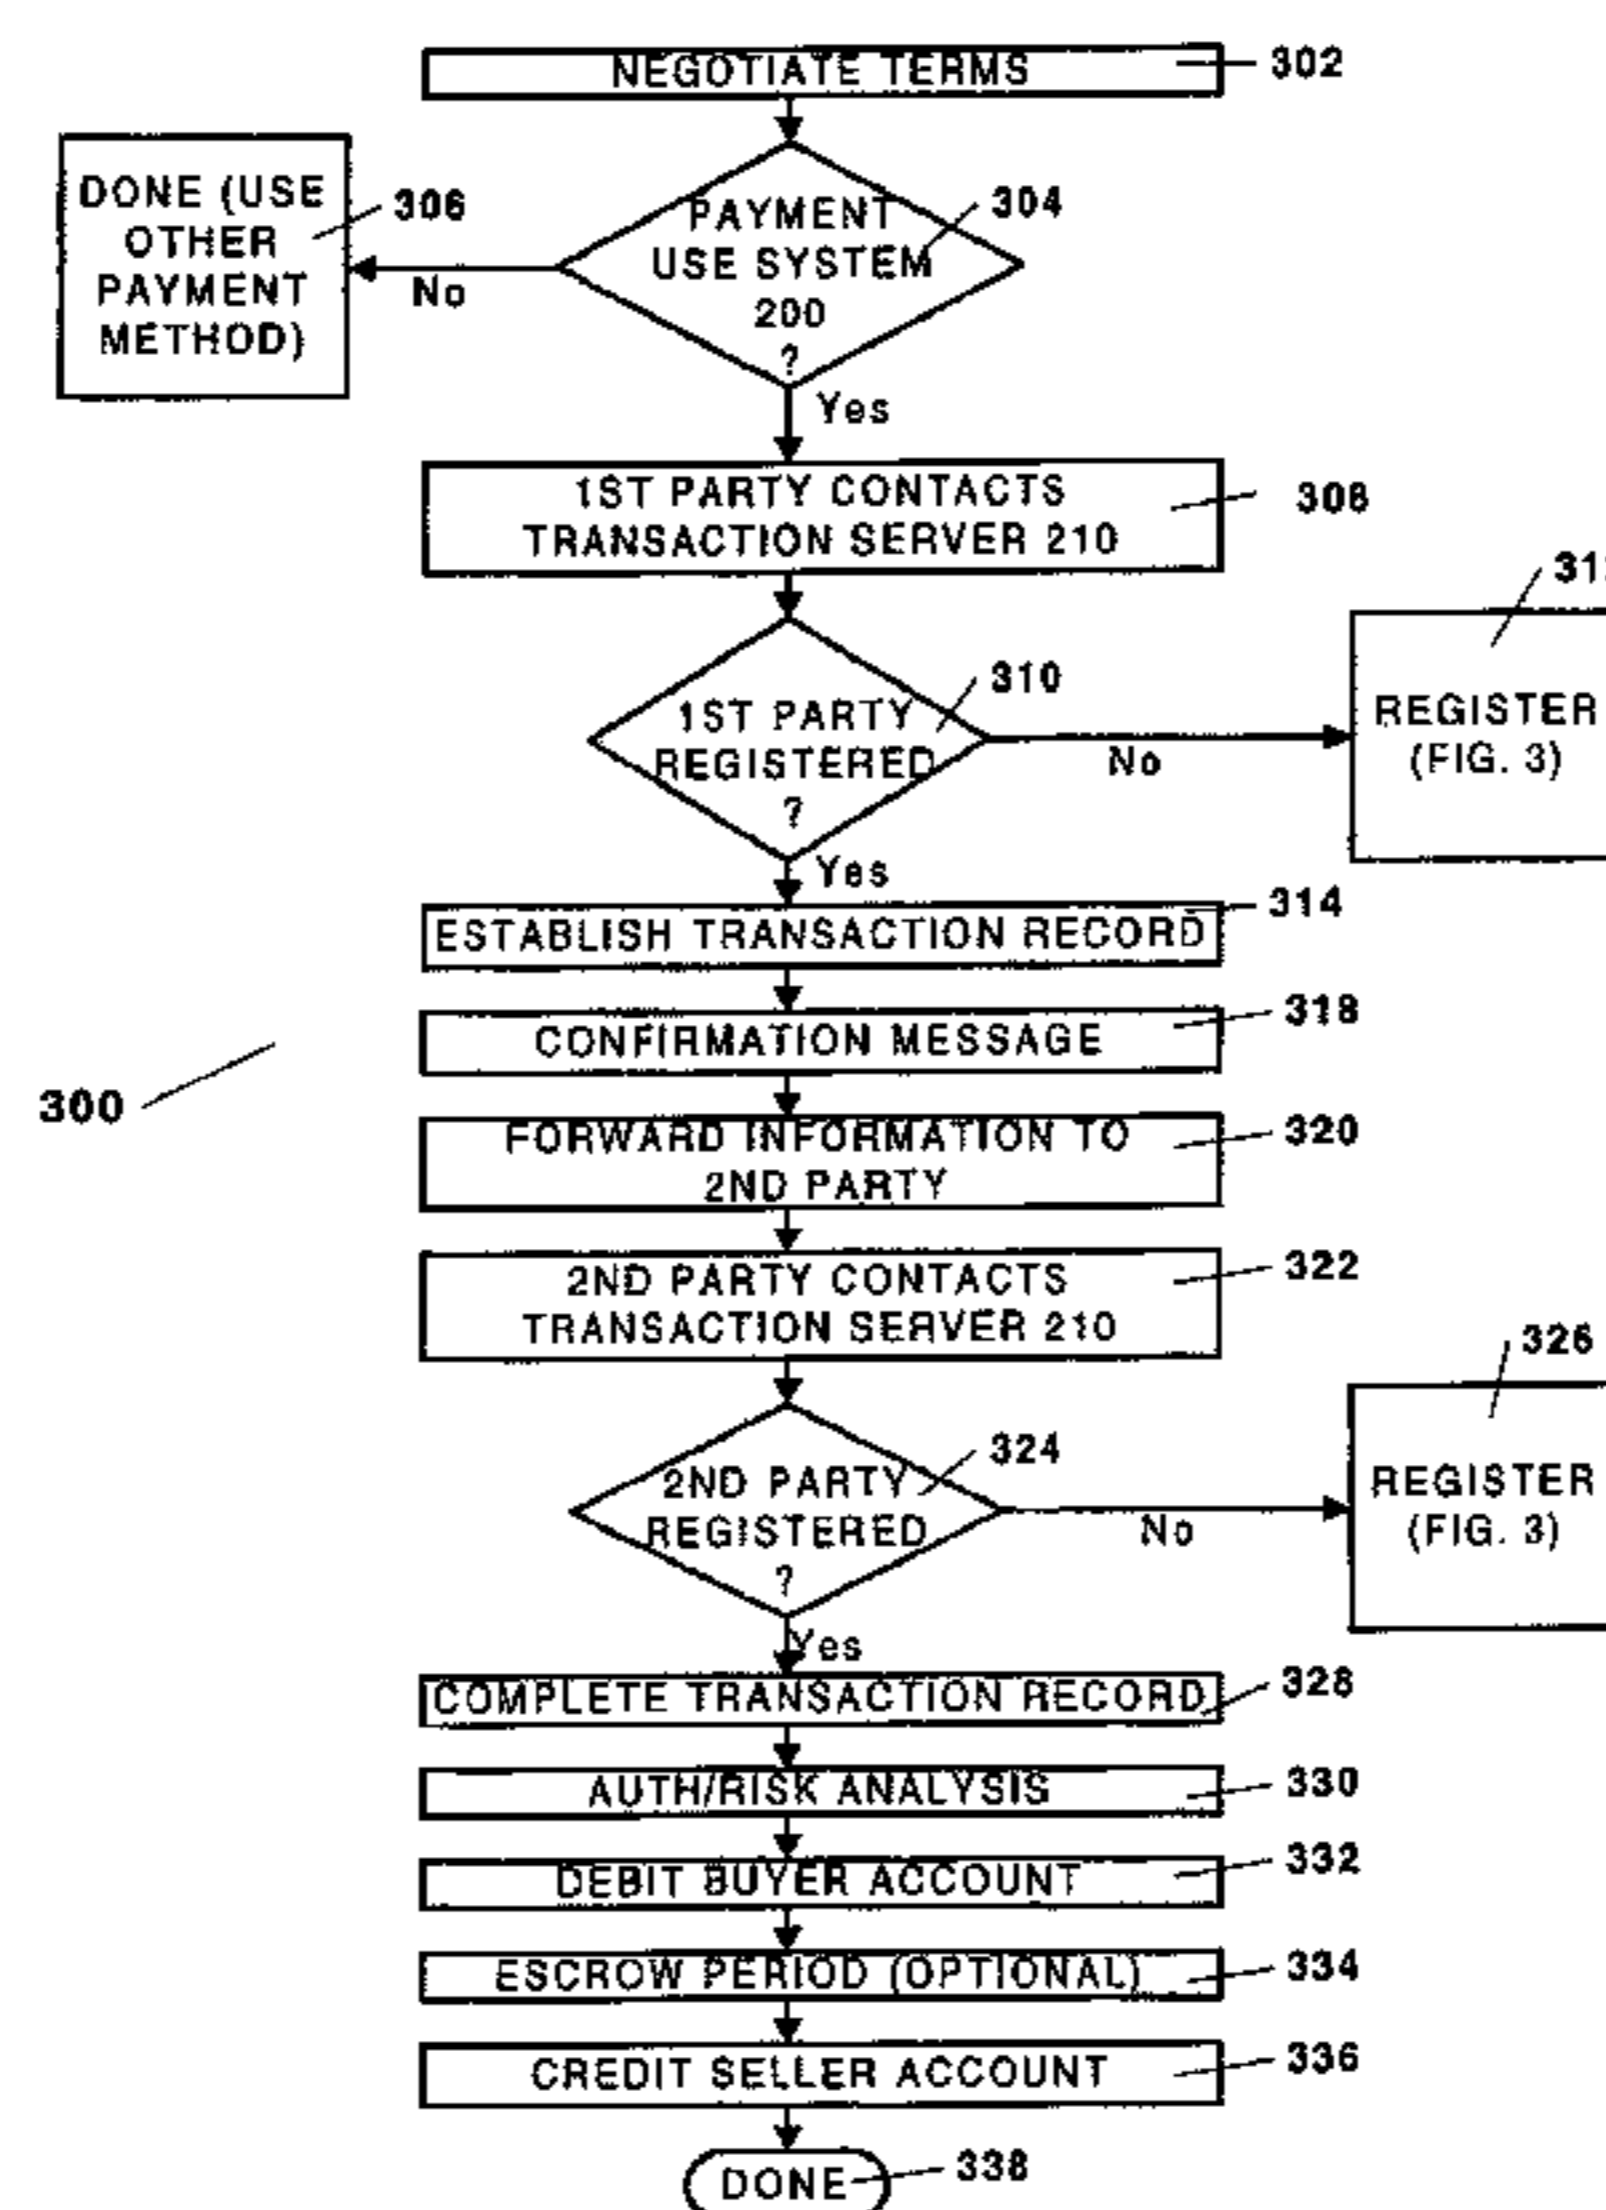 NEGOTIATE TERMS
302
DONE (USE
OTHER
PAYMENT
METHOD)
306
No
PAYMENT
USE SYSTEM
200
?
304
Yes
1ST PARTY CONTACTS
TRANSACTION SERVER 210
308
1ST PARTY
REGISTERED
?
310
No
REGISTER
(FIG. 3)
Yes
ESTABLISH TRANSACTION RECORD
314
CONFIRMATION MESSAGE
318
300
FORWARD INFORMATION TO
2ND PARTY
320
2ND PARTY CONTACTS
TRANSACTION SERVER 210
322
2ND PARTY
REGISTERED
?
324
No
326
REGISTER
(FIG. 3)
Yes
COMPLETE TRANSACTION RECORD
328
AUTH/RISK ANALYSIS
330
DEBIT BUYER ACCOUNT
332
ESCROW PERIOD (OPTIONAL)
334
CREDIT SELLER ACCOUNT
336
DONE
338